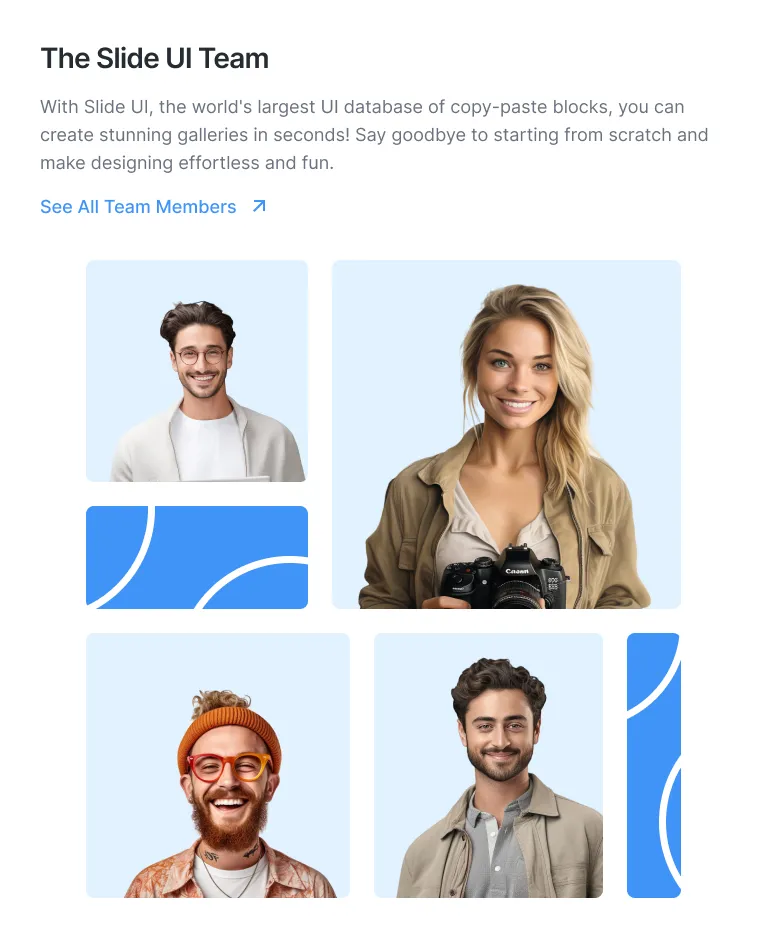 The Slide UI Team
With Slide UI, the world's largest UI database of copy-paste blocks, you can
create stunning galleries in seconds! Say goodbye to starting from scratch and
make designing effortless and fun.
See All Team Members
Canon
EOS